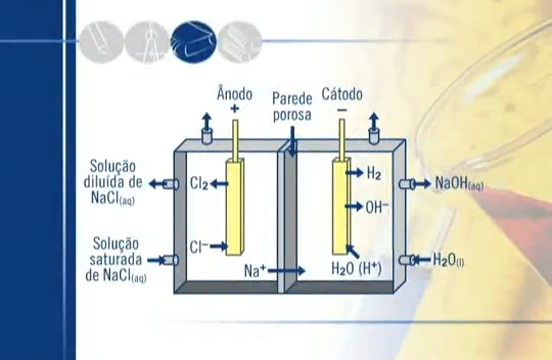 Ânodo
+
Parede
porosa
Cátodo
–
Solução
diluída de
NaCl(aq)
Cl2
H2
NaOH(aq)
OH–
Solução
saturada
de NaCl(aq)
Cl–
Na+
H2O (H+)
H2O(l)